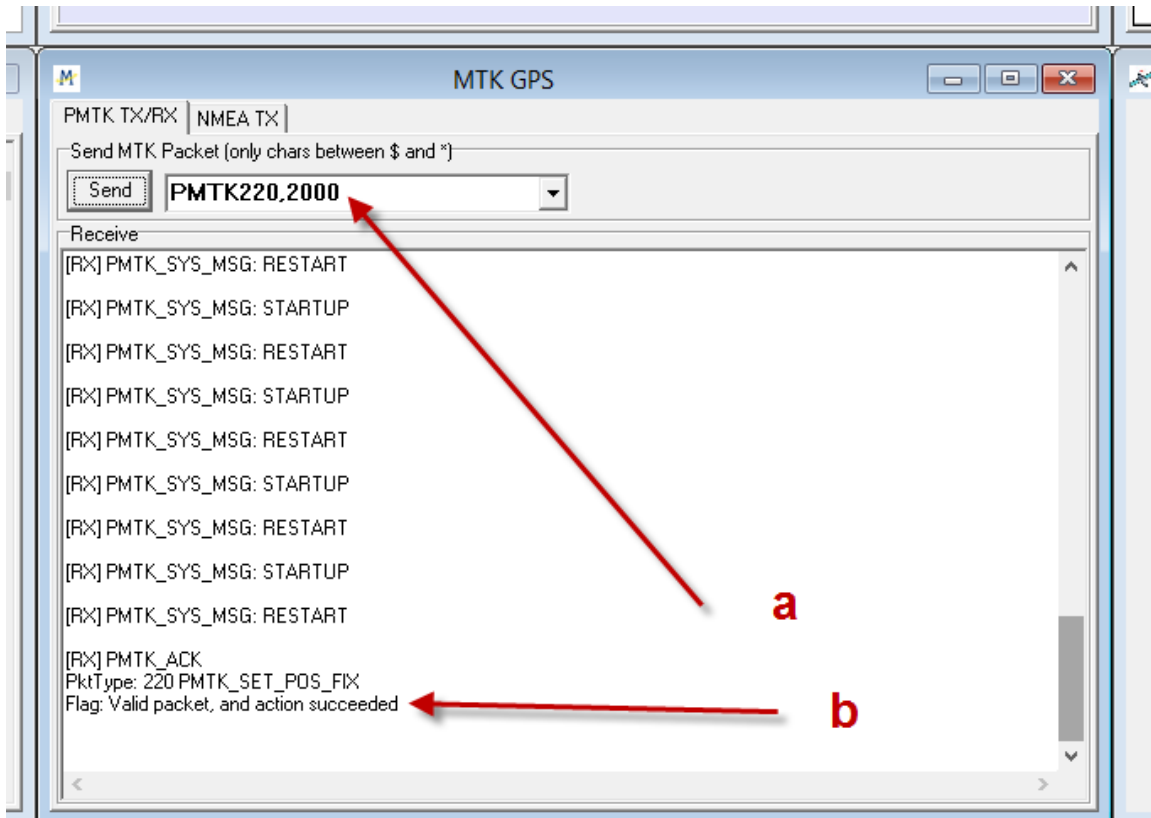 MTK GPS
PMTK TX/RX NMEA TX
Send MTK Packet (only chars between $ and *)
Send PMTK220,2000
Receive
[RX] PMTK_SYS_MSG: RESTART
[RX] PMTK_SYS_MSG: STARTUP
[RX] PMTK_SYS_MSG: RESTART
[RX] PMTK_SYS_MSG: STARTUP
[RX] PMTK_SYS_MSG: RESTART
[RX] PMTK_SYS_MSG: STARTUP
[RX] PMTK_SYS_MSG: RESTART
[RX] PMTK_SYS_MSG: STARTUP
[RX] PMTK_SYS_MSG: RESTART
a
[RX] PMTK_ACK
PktType: 220 PMTK_SET_POS_FIX
Flag: Valid packet, and action succeeded
b